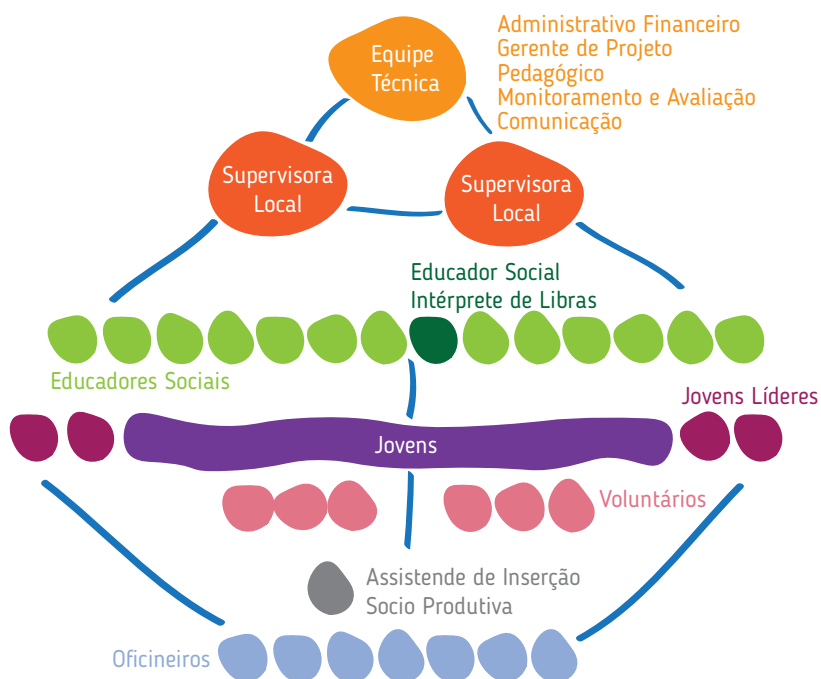 Equipe
Técnica
Administrativo Financeiro
Gerente de Projeto
Pedagógico
Monitoramento e Avaliação
Comunicação
Supervisora
Local
Supervisora
Local
Educador Social
Intérprete de Libras
Educadores Sociais
Jovens Líderes
Jovens
Voluntários
Assistende de Inserção
Socio Produtiva
Oficineiros